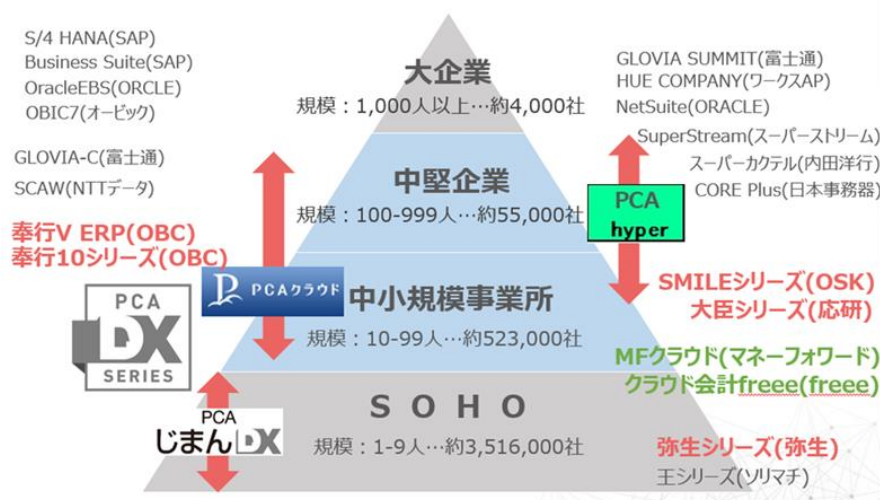 S/4 HANA(SAP)
Business Suite(SAP)
OracleEBS(ORCLE)
OBIC7(オービック)
GLOVIA-C(富士通)
SCAW(NTTデータ)
奉行V ERP(OBC)
奉行10シリーズ(OBC)
PCA
DX
SERIES
PCAクラウド
PCA
じまんDX
大企業
規模：1,000人以上…約4,000社
中堅企業
規模：100-999人…約55,000社
中小規模事業所
規模：10-99人…約523,000社
SOHO
規模：1-9人…約3,516,000社
GLOVIA SUMMIT(富士通)
HUE COMPANY(ワークスAP)
NetSuite(ORACLE)
SuperStream(スーパーストリーム)
スーパーカクテル(内田洋行)
CORE Plus(日本事務器)
PCA
hyper
SMILEシリーズ(OSK)
大臣シリーズ(応研)
MFクラウド(マネーフォワード)
クラウド会計freee(freee)
弥生シリーズ(弥生)
王シリーズ(ソリマチ)